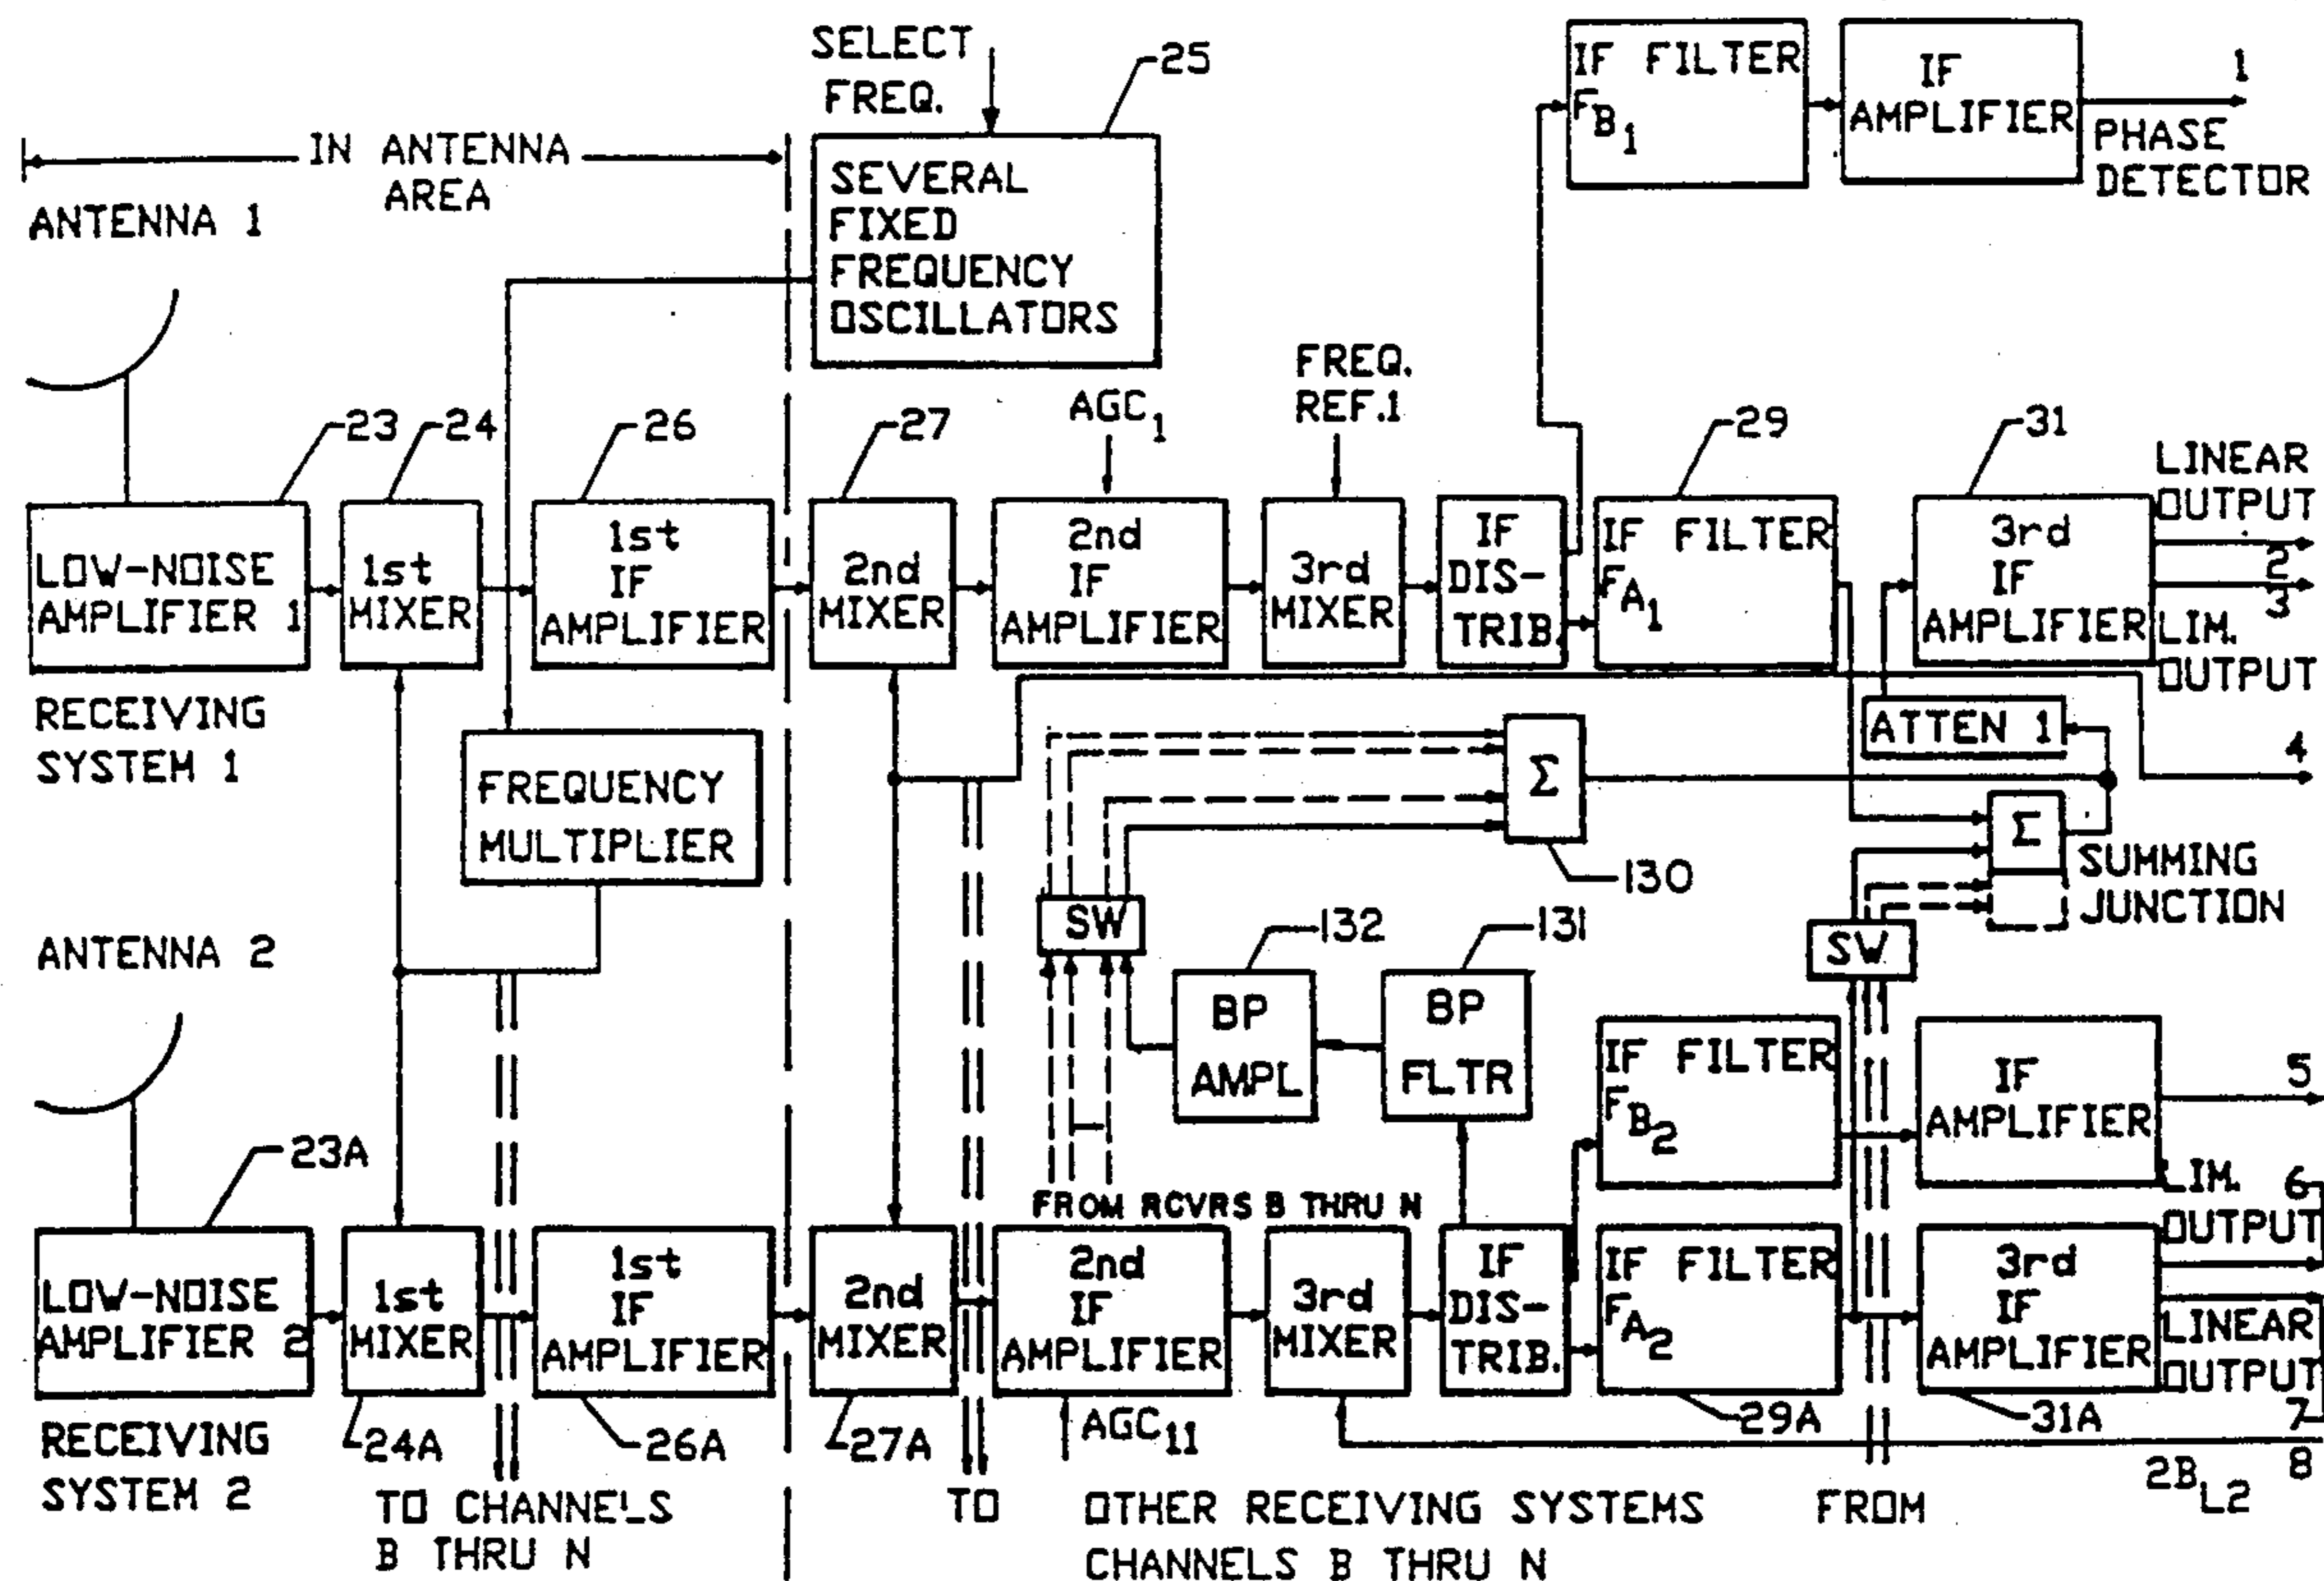 SELECT
FREQ.
25
IN ANTENNA
AREA
SEVERAL
FIXED
FREQUENCY
OSCILLATORS
IF FILTER
FB1
IF
AMPLIFIER
1
PHASE
DETECTOR
ANTENNA 1
23
24
26
27
AGC1
FREQ.
REF.1
29
31
LINEAR
OUTPUT
2
3
LIM.
OUTPUT
LOW-NOISE
AMPLIFIER 1
1st
MIXER
1st
IF
AMPLIFIER
2nd
MIXER
2nd
IF
AMPLIFIER
3rd
MIXER
IF
DIS-
TRIB.
IF FILTER
FA1
3rd
IF
AMPLIFIER
RECEIVING
SYSTEM 1
FREQUENCY
MULTIPLIER
Σ
130
ATTEN 1
4
Σ
SUMMING
JUNCTION
SW
SW
ANTENNA 2
132
131
BP
AMPL
BP
FLTR
IF FILTER
FB2
IF
AMPLIFIER
5
FROM RCVRS B THRU N
LIM.
OUTPUT
6
23A
LOW-NOISE
AMPLIFIER 2
1st
MIXER
1st
IF
AMPLIFIER
2nd
MIXER
2nd
IF
AMPLIFIER
3rd
MIXER
IF
DIS-
TRIB.
IF FILTER
FA2
3rd
IF
AMPLIFIER
LINEAR
OUTPUT
7
RECEIVING
SYSTEM 2
24A
26A
27A
AGC11
29A
31A
2BL2
8
TO CHANNELS
B THRU N
TO
OTHER RECEIVING SYSTEMS
CHANNELS B THRU N
FROM